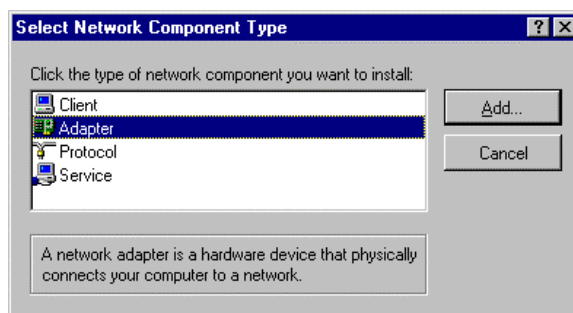 Select Network Component Type
Click the type of network component you want to install:
Client
Adapter
Protocol
Service
Add...
Cancel
A network adapter is a hardware device that physically
connects your computer to a network.